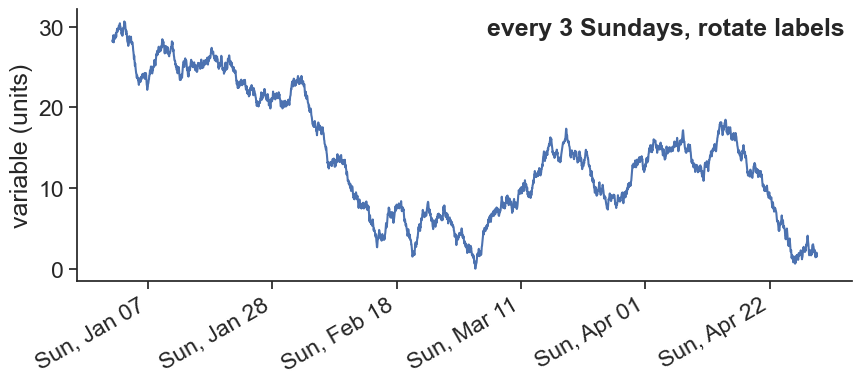 every 3 Sundays, rotate labels
variable (units)
30
20
10
0
Sun, Jan 07
Sun, Jan 28
Sun, Feb 18
Sun, Mar 11
Sun, Apr 01
Sun, Apr 22